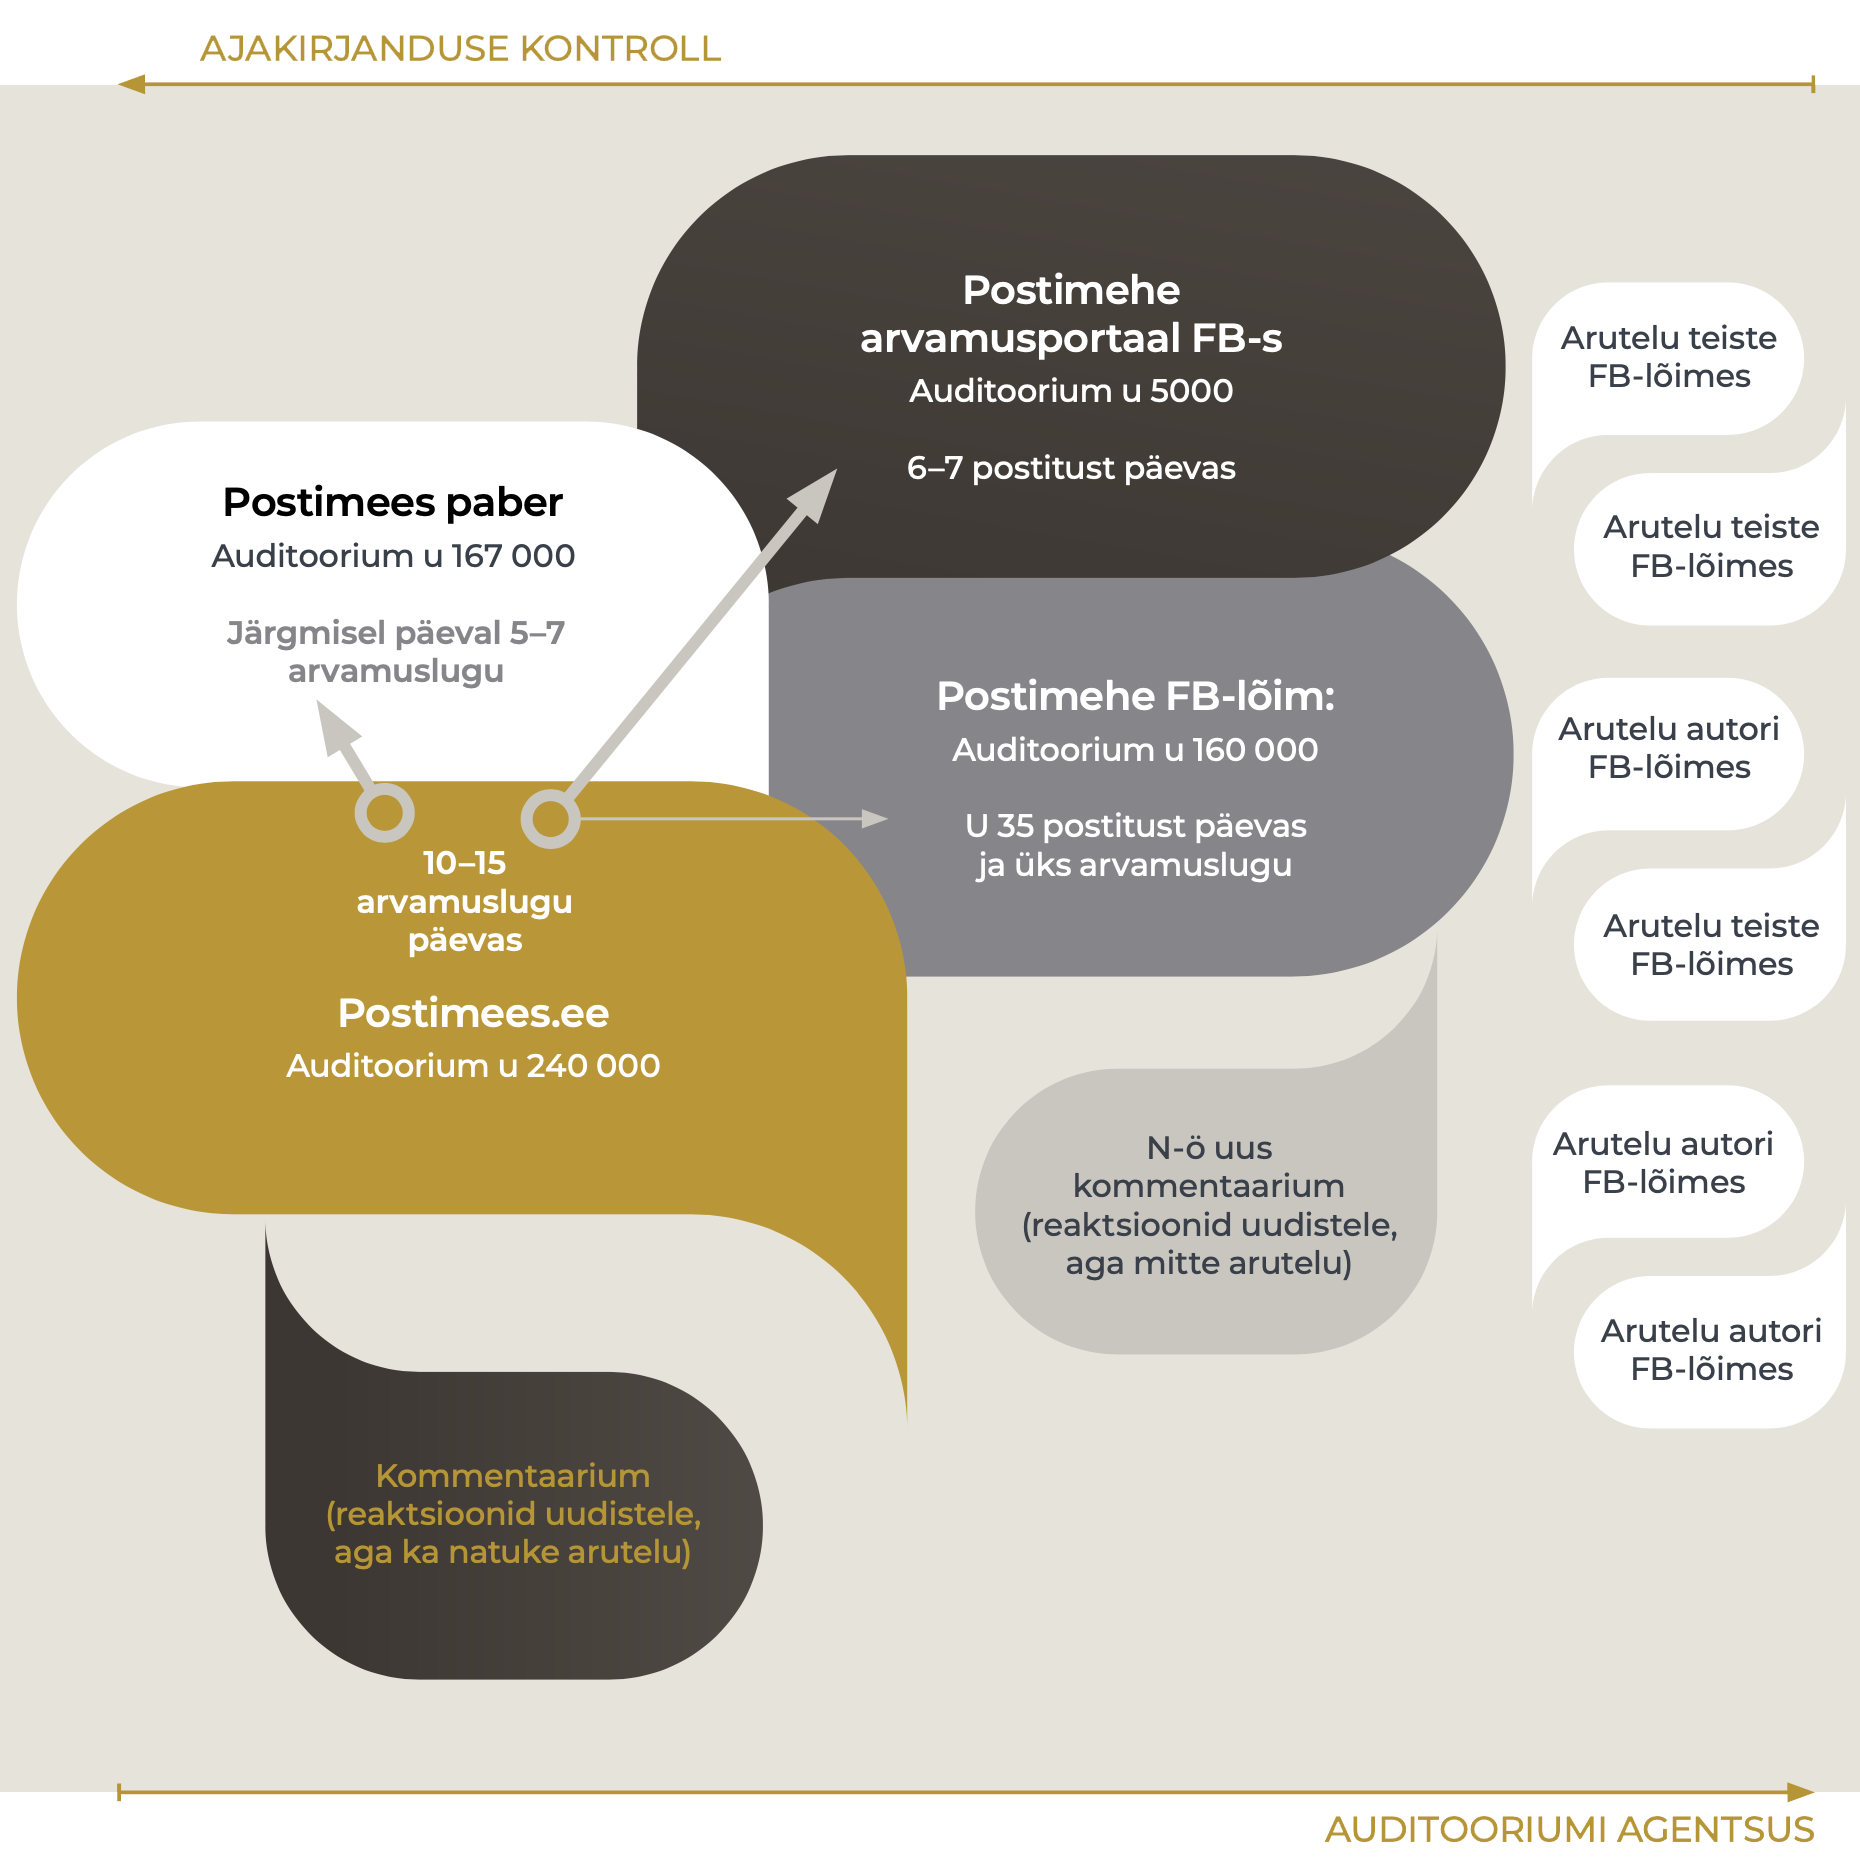 AJAKIRJANDUSE KONTROLL
Postimehe
arvamusportaal FB-s
Auditoorium u 5000
6–7 postitust päevas
Postimees paber
Auditoorium u 167 000
Järgmisel päeval 5–7
arvamuslugu
Postimehe FB-lõim:
Auditoorium u 160 000
U 35 postitust päevas
ja üks arvamuslugu
10–15
arvamuslugu
päevas
Postimees.ee
Auditoorium u 240 000
N-ö uus
kommentaarium
(reaktsioonid uudistele,
aga mitte arutelu)
Kommentaarium
(reaktsioonid uudistele,
aga ka natuke arutelu)
Arutelu teiste
FB-lõimes
Arutelu teiste
FB-lõimes
Arutelu autori
FB-lõimes
Arutelu teiste
FB-lõimes
Arutelu autori
FB-lõimes
Arutelu autori
FB-lõimes
AUDITOORIUMI AGENTSUS